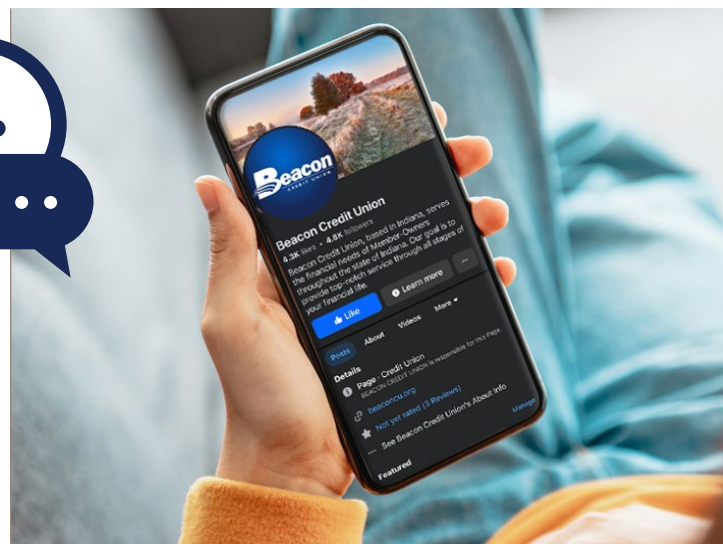 Beacon
CREDIT UNION
Beacon Credit Union
4.3K likes • 4.8K followers
Beacon Credit Union, based in Indiana, serves
the financial needs of Member-Owners
throughout the state of Indiana. Our goal is to
provide top-notch service through all stages of
your financial life.
Like
Learn more
Posts About Videos More
Details
Page · Credit Union
BEACON CREDIT UNION is responsible for this Page
beaconcu.org
Not yet rated (3 Reviews)
See Beacon Credit Union's About Info
Manage
Featured